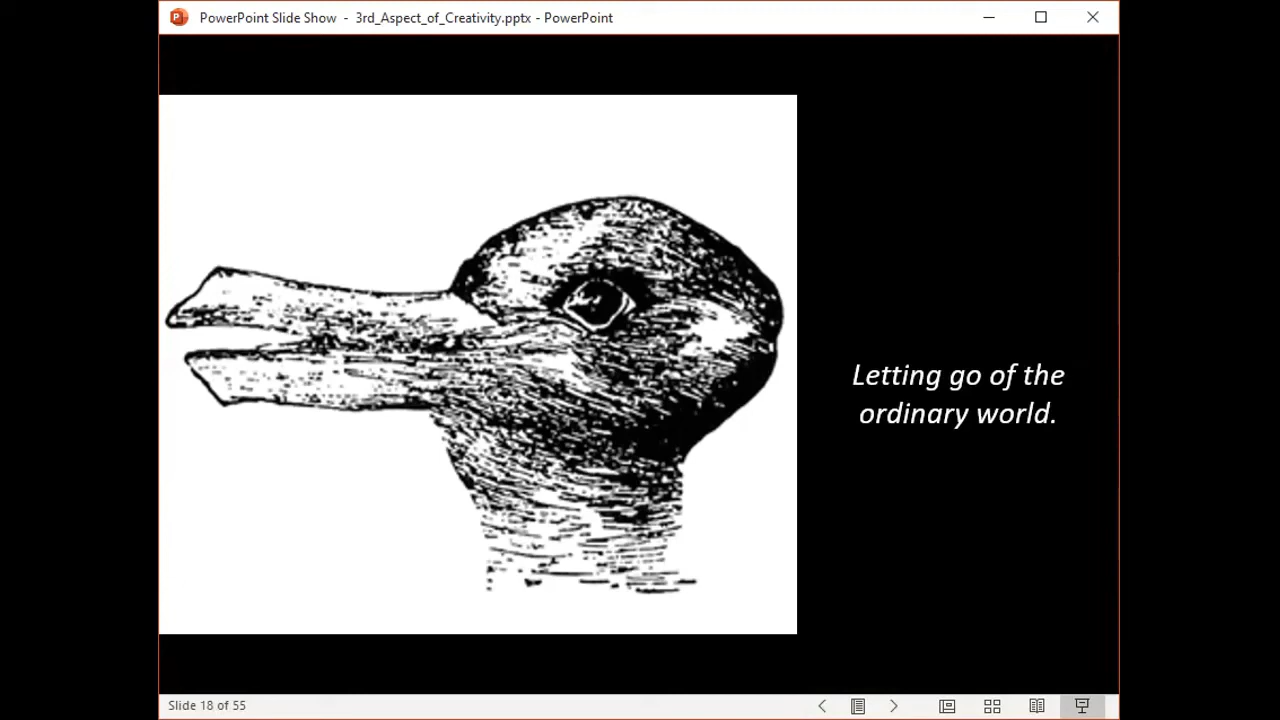 PowerPoint Slide Show - 3rd_Aspect_of_Creativity.pptx - PowerPoint
Letting go of the
ordinary world.
Slide 18 of 55